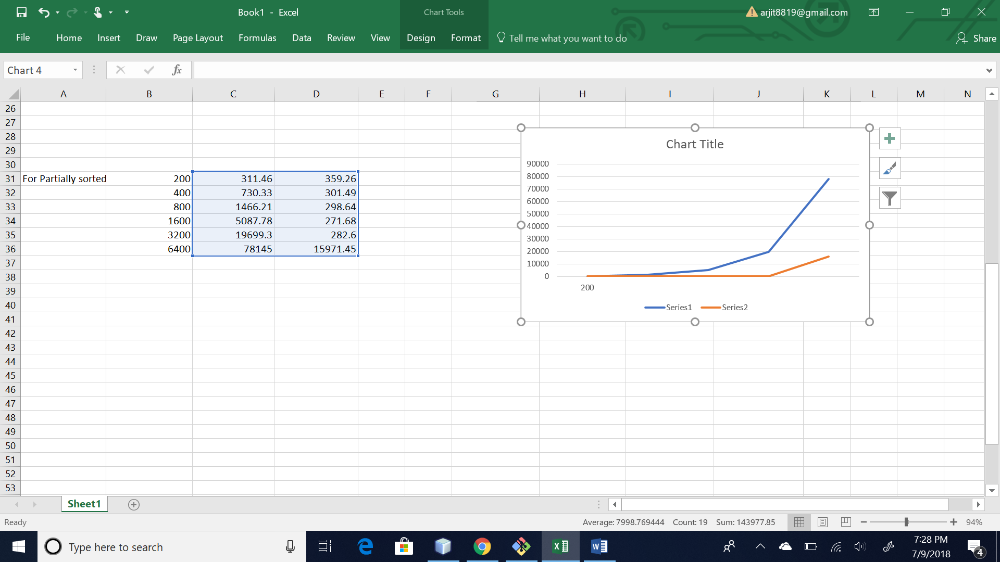 Book1 - Excel
Chart Tools
arjit8819@gmail.com
File Home Insert Draw Page Layout Formulas Data Review View Design Format Tell me what you want to do Share
Chart 4 fx
A B C D E F G H I J K L M N
26
27
28
29
30
31 For Partially sorted 200 311.46 359.26
32 400 730.33 301.49
33 800 1466.21 298.64
34 1600 5087.78 271.68
35 3200 19699.3 282.6
36 6400 78145 15971.45
37
38
39
40
41
42
43
44
45
46
47
48
49
50
51
52
53
Chart Title
90000
80000
70000
60000
50000
40000
30000
20000
10000
0
200
Series1 Series2
Sheet1
Ready Average: 7998.769444 Count: 19 Sum: 143977.85 94%
Type here to search
7:28 PM
7/9/2018
4